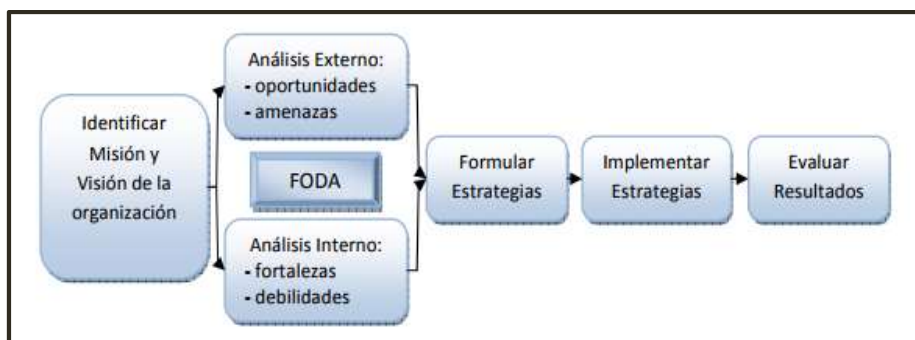 Identificar
Misión y
Visión de la
organización
Análisis Externo:
- oportunidades
- amenazas
FODA
Análisis Interno:
- fortalezas
- debilidades
Formular
Estrategias
Implementar
Estrategias
Evaluar
Resultados